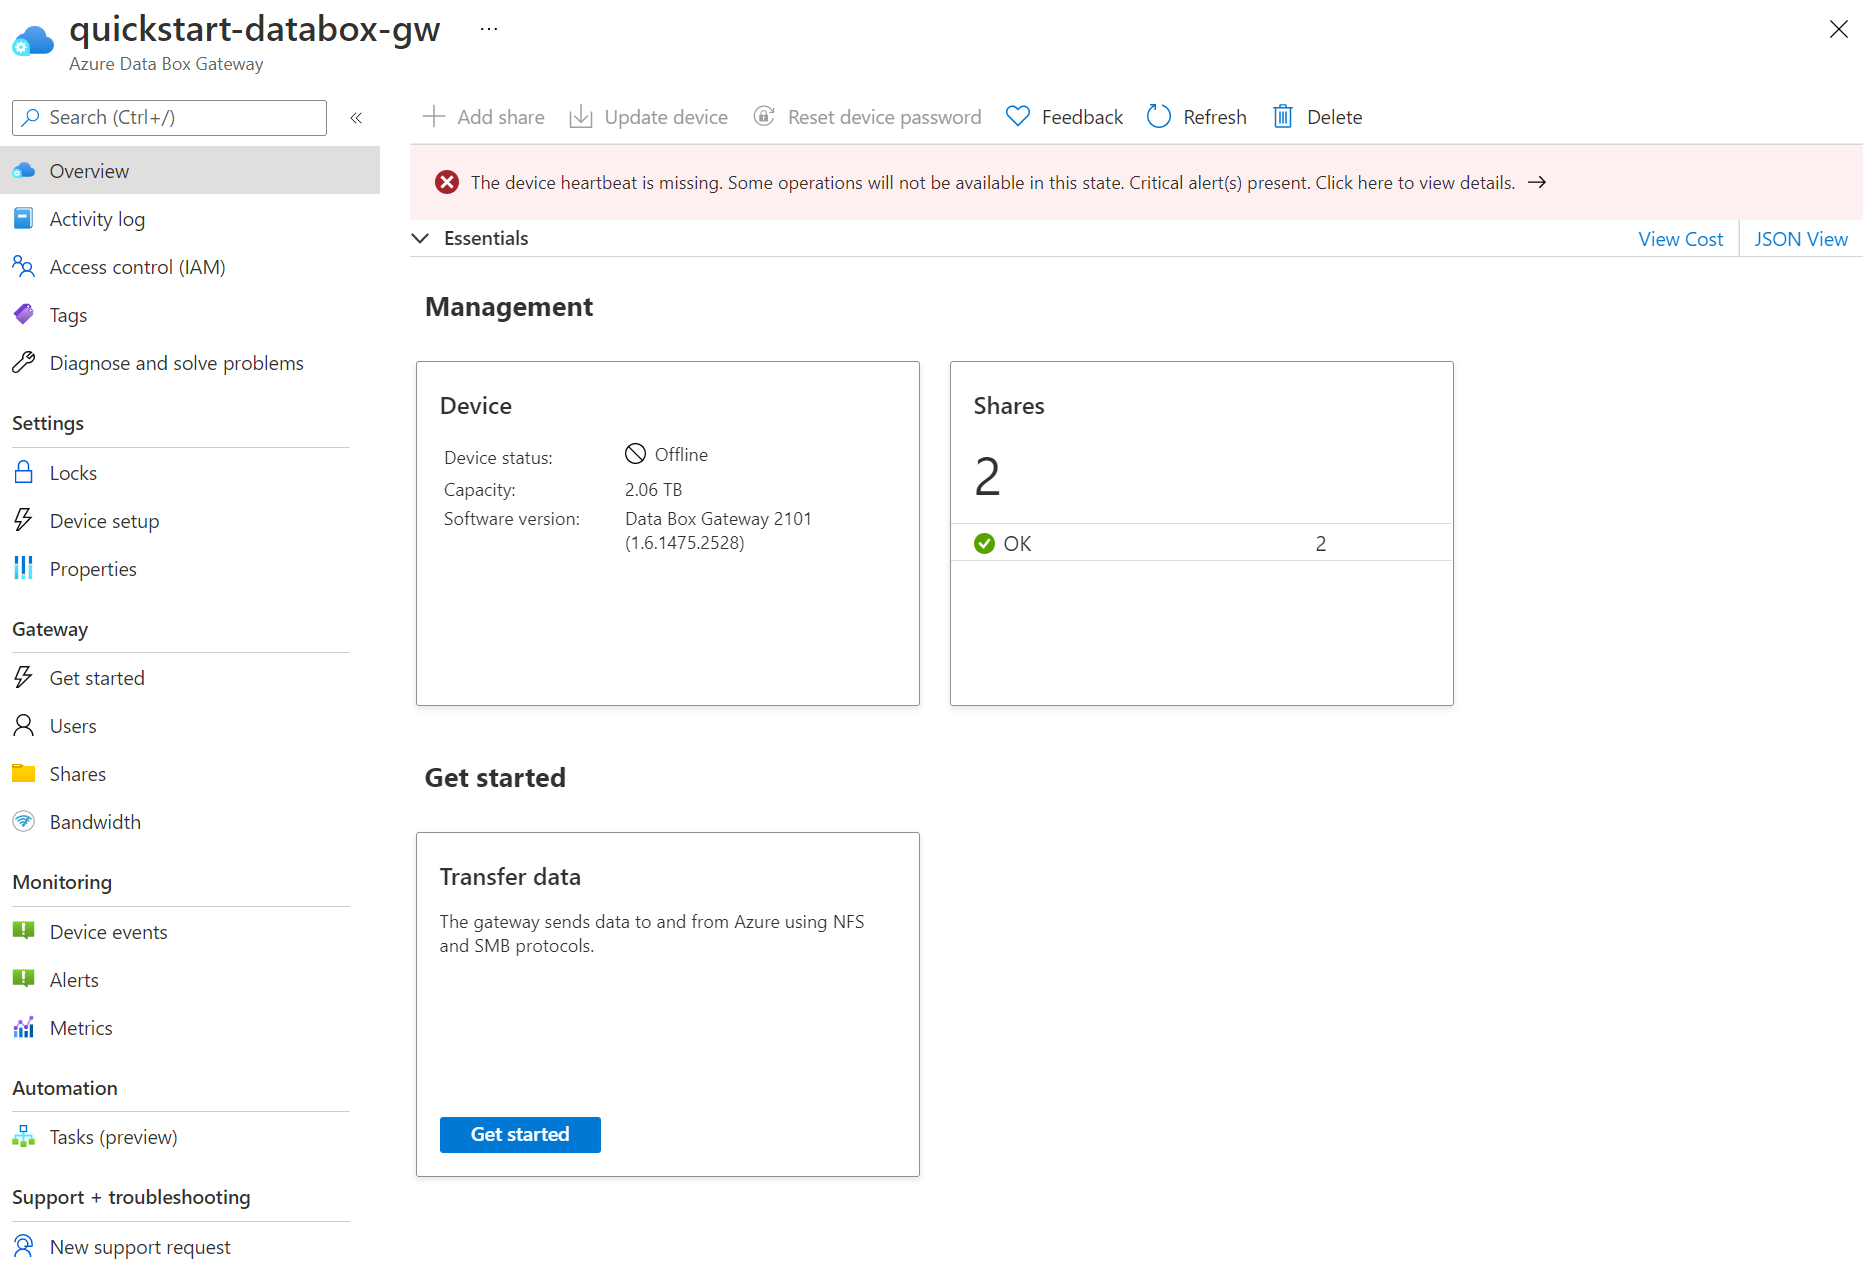 quickstart-databox-gw ...
Azure Data Box Gateway
Search (Ctrl+/)
«
Add share
Update device
Reset device password
Feedback
Refresh
Delete
The device heartbeat is missing. Some operations will not be available in this state. Critical alert(s) present. Click here to view details. →
Essentials
View Cost
JSON View
Overview
Activity log
Access control (IAM)
Tags
Diagnose and solve problems
Settings
Locks
Device setup
Properties
Gateway
Get started
Users
Shares
Bandwidth
Monitoring
Device events
Alerts
Metrics
Automation
Tasks (preview)
Support + troubleshooting
New support request
Management
Device
Device status: Offline
Capacity: 2.06 TB
Software version: Data Box Gateway 2101
(1.6.1475.2528)
Shares
2
OK 2
Get started
Transfer data
The gateway sends data to and from Azure using NFS
and SMB protocols.
Get started